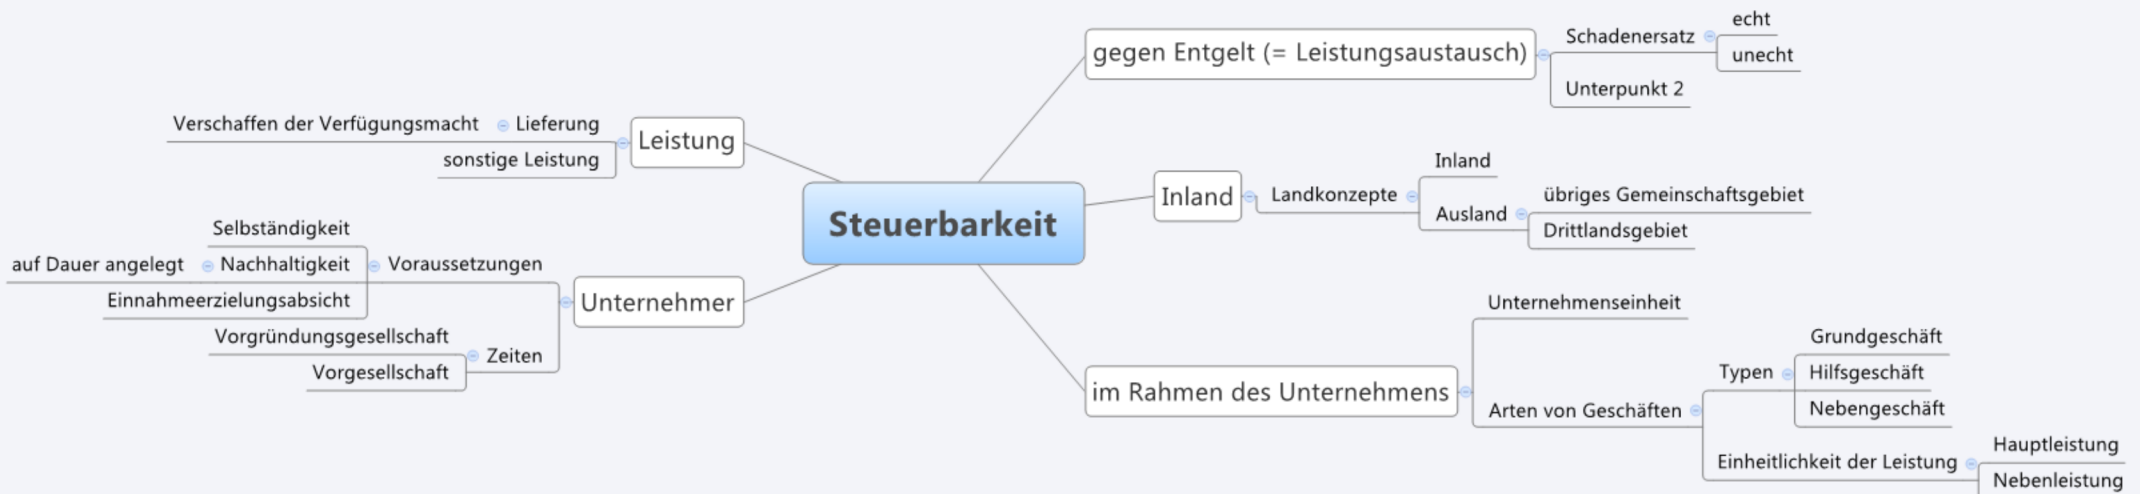 Steuerbarkeit
gegen Entgelt (= Leistungsaustausch)
Schadenersatz
echt
unecht
Unterpunkt 2
Inland
Landkonzepte
Inland
Ausland
übriges Gemeinschaftsgebiet
Drittlandsgebiet
im Rahmen des Unternehmens
Unternehmenseinheit
Arten von Geschäften
Typen
Grundgeschäft
Hilfsgeschäft
Nebengeschäft
Einheitlichkeit der Leistung
Hauptleistung
Nebenleistung
Leistung
Lieferung
Verschaffen der Verfügungsmacht
sonstige Leistung
Unternehmer
Voraussetzungen
Selbständigkeit
Nachhaltigkeit
auf Dauer angelegt
Einnahmeerzielungsabsicht
Zeiten
Vorgründungsgesellschaft
Vorgesellschaft